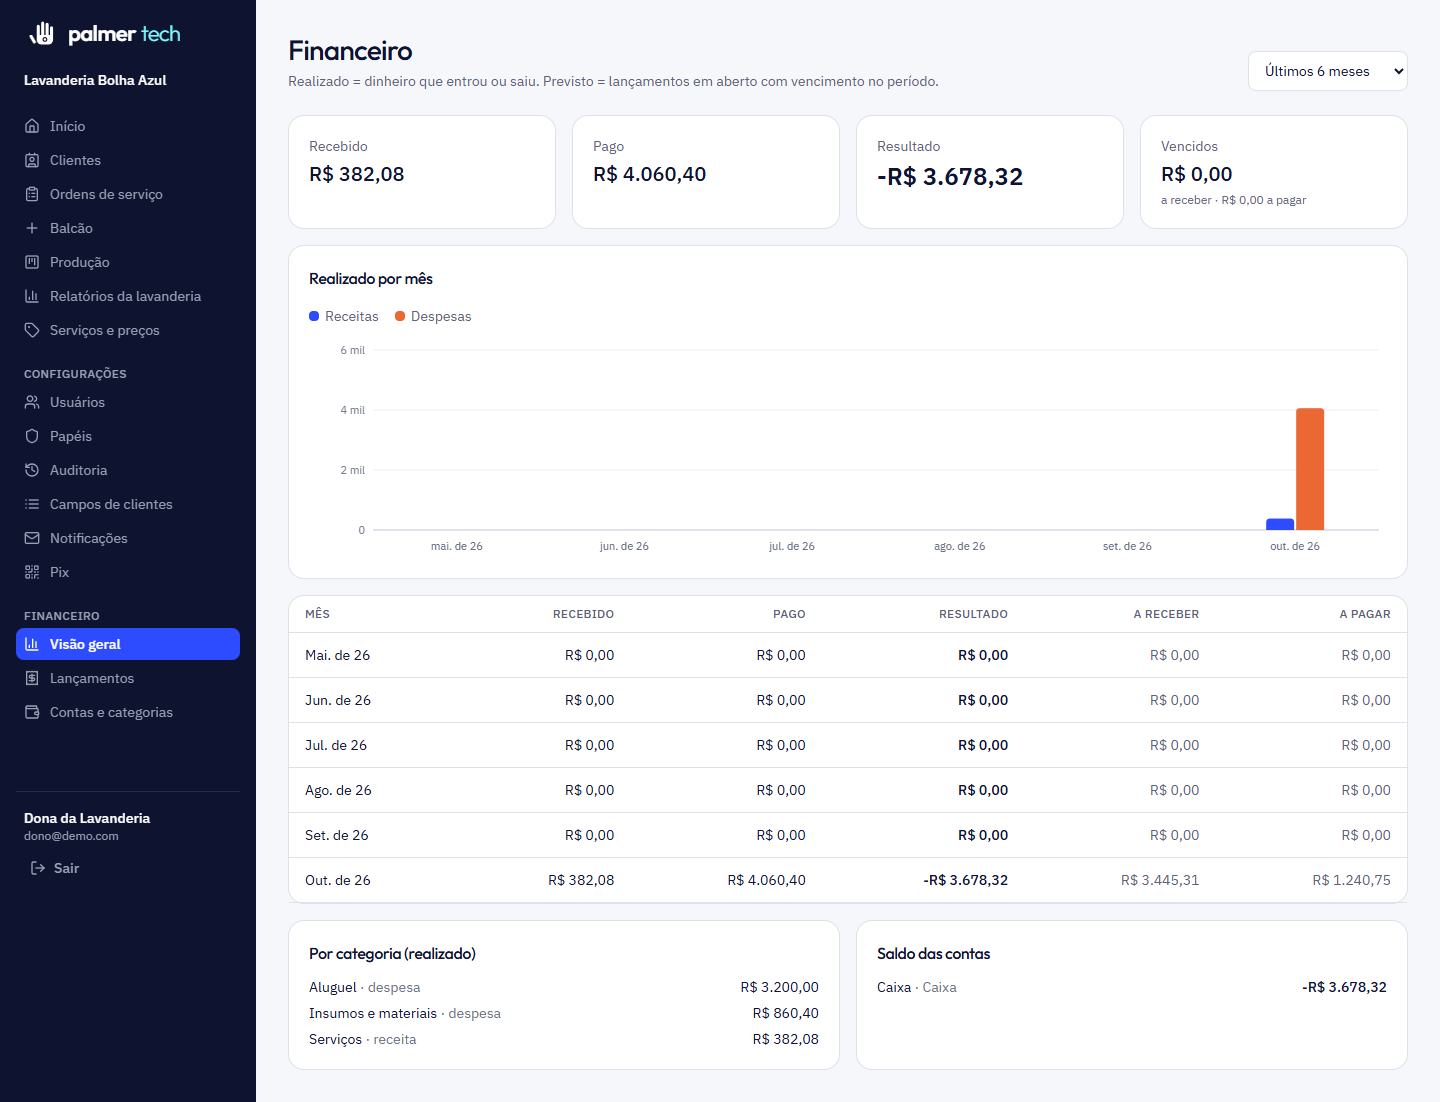 palmer tech
Lavanderia Bolha Azul
Início
Clientes
Ordens de serviço
Balcão
Produção
Relatórios da lavanderia
Serviços e preços
CONFIGURAÇÕES
Usuários
Papéis
Auditoria
Campos de clientes
Notificações
Pix
FINANCEIRO
Visão geral
Lançamentos
Contas e categorias
Dona da Lavanderia
dono@demo.com
Sair
Financeiro
Realizado = dinheiro que entrou ou saiu. Previsto = lançamentos em aberto com vencimento no período.
Últimos 6 meses
Recebido
R$ 382,08
Pago
R$ 4.060,40
Resultado
-R$ 3.678,32
Vencidos
R$ 0,00
a receber · R$ 0,00 a pagar
Realizado por mês
Receitas Despesas
6 mil
4 mil
2 mil
0
mai. de 26 jun. de 26 jul. de 26 ago. de 26 set. de 26 out. de 26
MÊS RECEBIDO PAGO RESULTADO A RECEBER A PAGAR
Mai. de 26 R$ 0,00 R$ 0,00 R$ 0,00 R$ 0,00 R$ 0,00
Jun. de 26 R$ 0,00 R$ 0,00 R$ 0,00 R$ 0,00 R$ 0,00
Jul. de 26 R$ 0,00 R$ 0,00 R$ 0,00 R$ 0,00 R$ 0,00
Ago. de 26 R$ 0,00 R$ 0,00 R$ 0,00 R$ 0,00 R$ 0,00
Set. de 26 R$ 0,00 R$ 0,00 R$ 0,00 R$ 0,00 R$ 0,00
Out. de 26 R$ 382,08 R$ 4.060,40 -R$ 3.678,32 R$ 3.445,31 R$ 1.240,75
Por categoria (realizado)
Aluguel · despesa R$ 3.200,00
Insumos e materiais · despesa R$ 860,40
Serviços · receita R$ 382,08
Saldo das contas
Caixa · Caixa -R$ 3.678,32